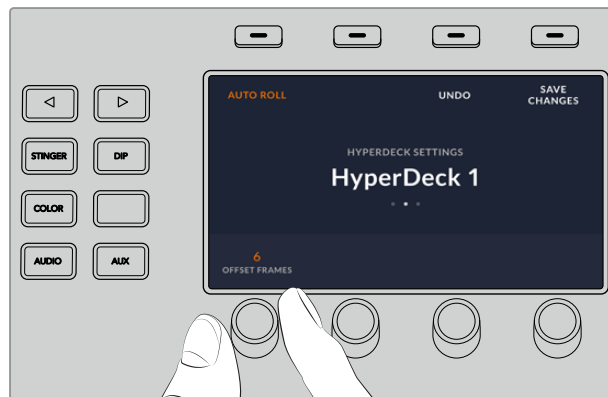 AUTO ROLL
UNDO
SAVE
CHANGES
HYPERDECK SETTINGS
HyperDeck 1
6
OFFSET FRAMES
STINGER
DIP
COLOR
AUDIO
AUX